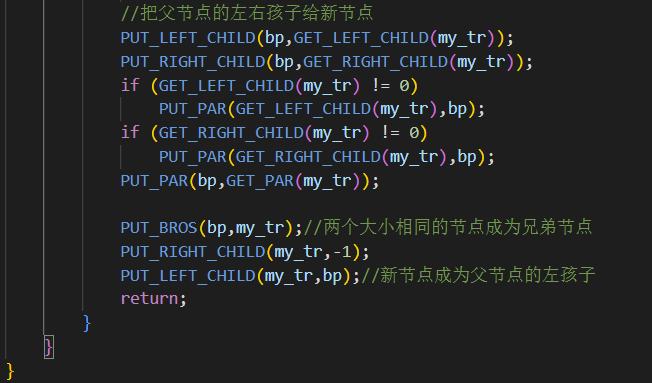 //把父节点的左右孩子给新节点
PUT_LEFT_CHILD(bp,GET_LEFT_CHILD(my_tr));
PUT_RIGHT_CHILD(bp,GET_RIGHT_CHILD(my_tr));
if (GET_LEFT_CHILD(my_tr) != 0)
PUT_PAR(GET_LEFT_CHILD(my_tr),bp);
if (GET_RIGHT_CHILD(my_tr) != 0)
PUT_PAR(GET_RIGHT_CHILD(my_tr),bp);
PUT_PAR(bp,GET_PAR(my_tr));
PUT_BROS(bp,my_tr);//两个大小相同的节点成为兄弟节点
PUT_RIGHT_CHILD(my_tr,-1);
PUT_LEFT_CHILD(my_tr,bp);//新节点成为父节点的左孩子
return;
}
}
}